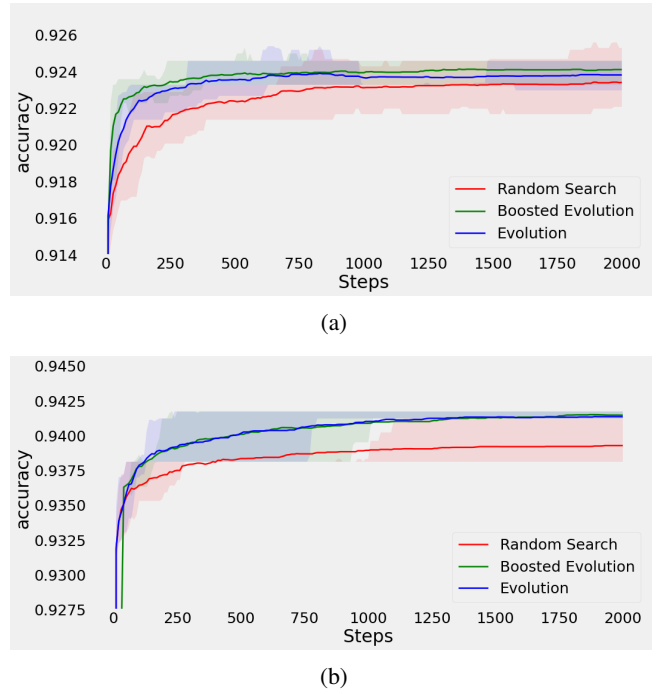 0.926
0.924
0.922
0.920
0.918
0.916
0.914
accuracy
Random Search
Boosted Evolution
Evolution
0 250 500 750 1000 1250 1500 1750 2000
Steps
(a)
0.9450
0.9425
0.9400
0.9375
0.9350
0.9325
0.9300
0.9275
accuracy
Random Search
Boosted Evolution
Evolution
0 250 500 750 1000 1250 1500 1750 2000
Steps
(b)